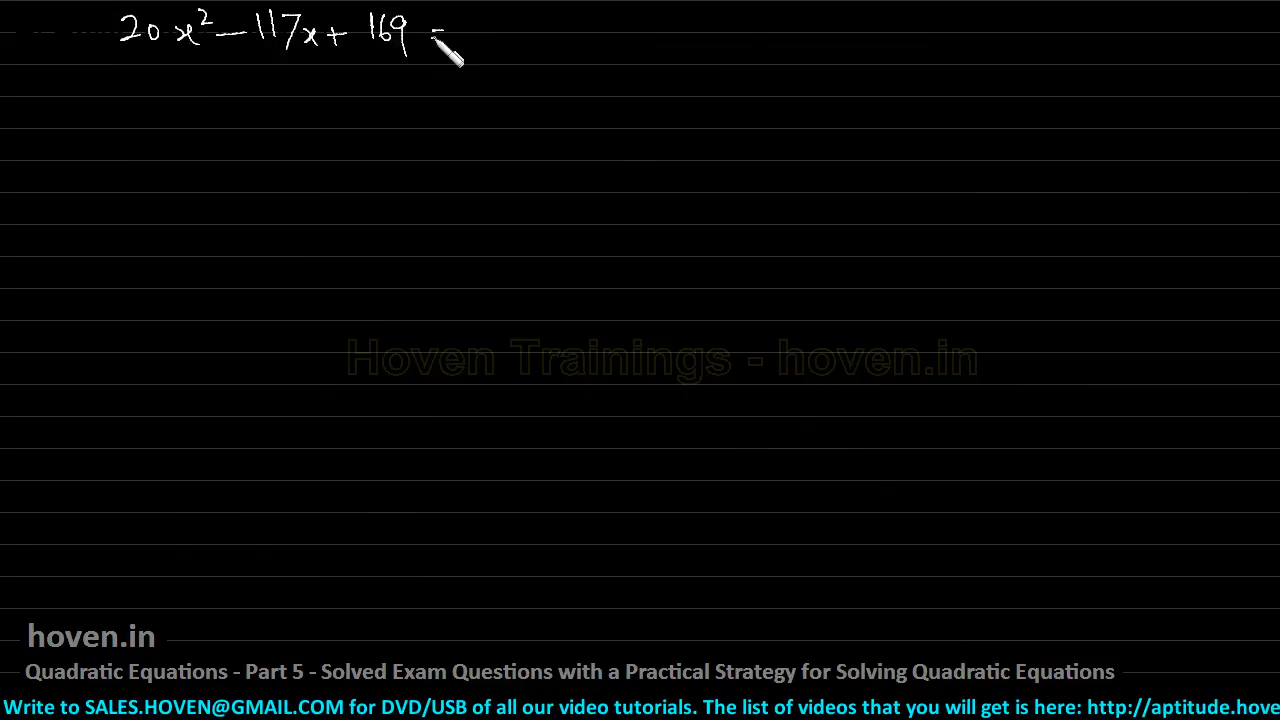 20x² - 117x + 169 =
Hoven Trainings - hoven.in
hoven.in
Quadratic Equations - Part 5 - Solved Exam Questions with a Practical Strategy for Solving Quadratic Equations
Write to SALES.HOVEN@GMAIL.COM for DVD/USB of all our video tutorials. The list of videos that you will get is here: http://aptitude.hove